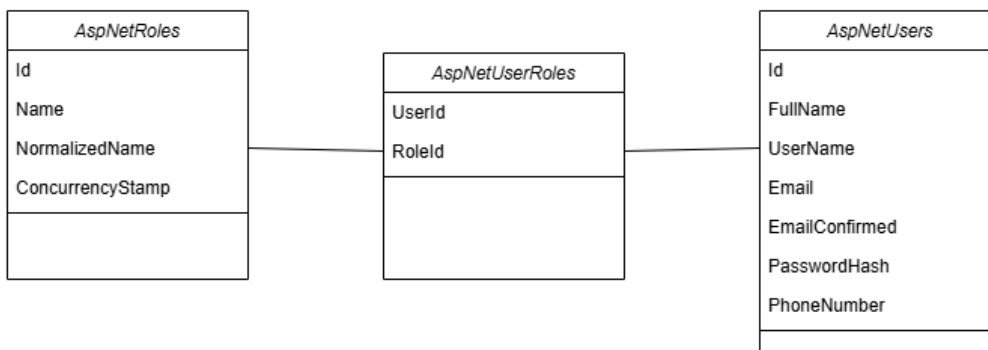 AspNetRoles
Id
Name
NormalizedName
ConcurrencyStamp
AspNetUserRoles
UserId
RoleId
AspNetUsers
Id
FullName
UserName
Email
EmailConfirmed
PasswordHash
PhoneNumber